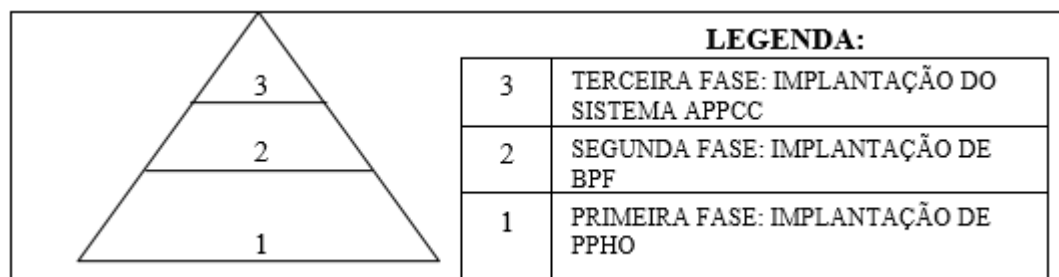 LEGENDA:
3
3 TERCEIRA FASE: IMPLANTAÇÃO DO
SISTEMA APPCC
2
2 SEGUNDA FASE: IMPLANTAÇÃO DE
BPF
1
1 PRIMEIRA FASE: IMPLANTAÇÃO DE
PPHO